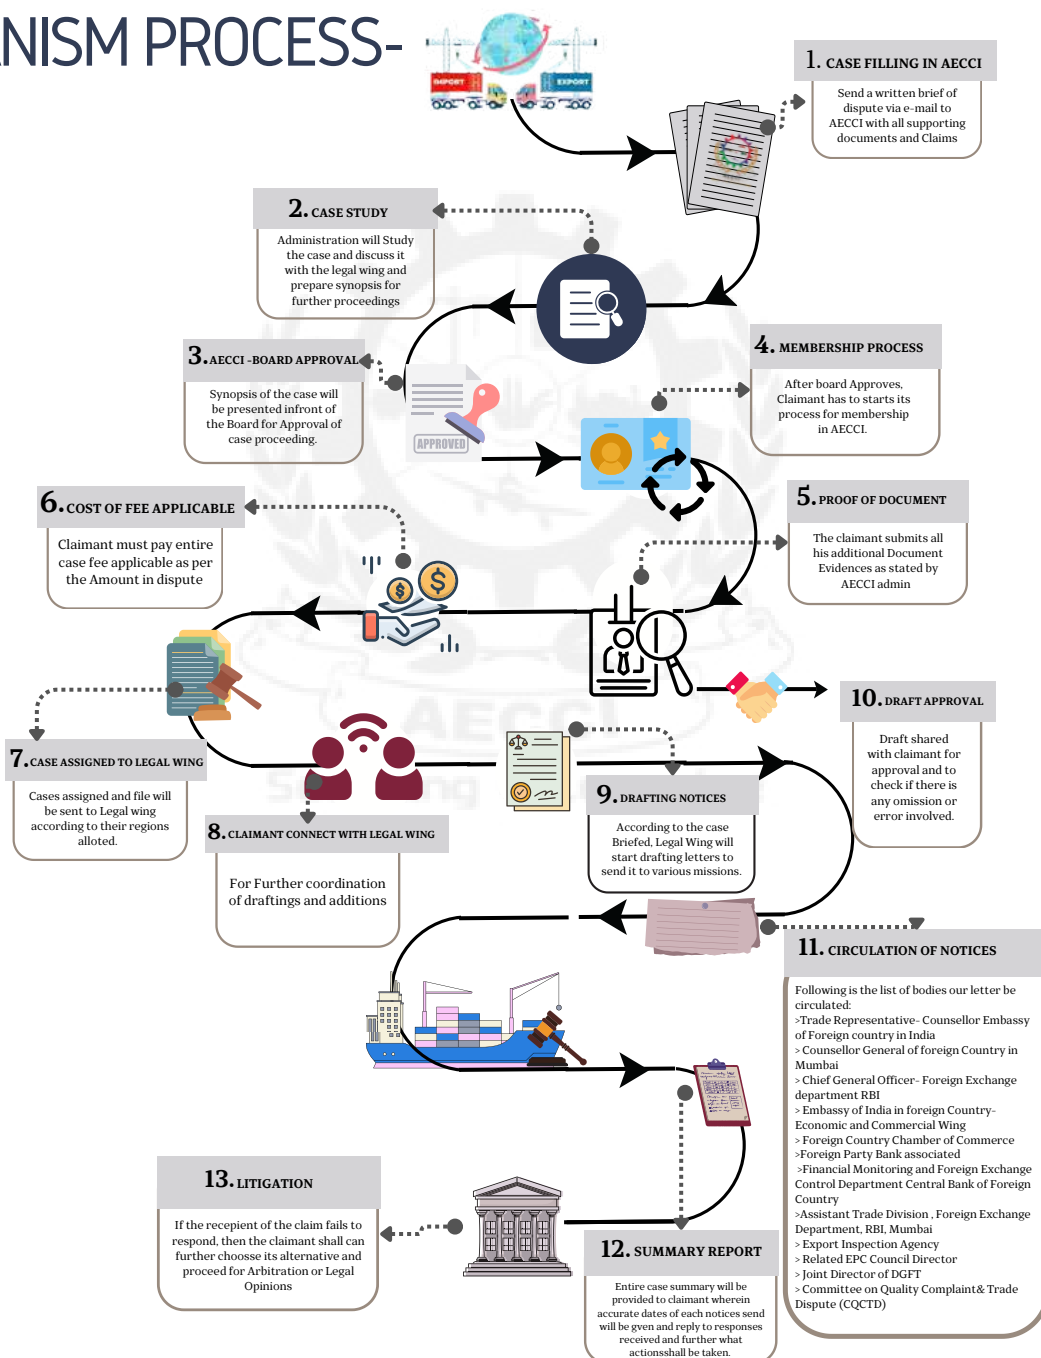 ANISM PROCESS-
IMPORT
EXPORT
1. CASE FILLING IN AECCI
Send a written brief of
dispute via e-mail to
AECCI with all supporting
documents and Claims
2. CASE STUDY
Administration will Study
the case and discuss it
with the legal wing and
prepare synopsis for
further proceedings
3. AECCI -BOARD APPROVAL
Synopsis of the case will
be presented infront of
the Board for Approval of
case proceeding.
APPROVED
4. MEMBERSHIP PROCESS
After board Approves,
Claimant has to starts its
process for membership
in AECCI.
5. PROOF OF DOCUMENT
The claimant submits all
his additional Document
Evidences as stated by
AECCI admin
6. COST OF FEE APPLICABLE
Claimant must pay entire
case fee applicable as per
the Amount in dispute
AECCI
7. CASE ASSIGNED TO LEGAL WING
Cases assigned and file will
be sent to Legal wing
according to their regions
alloted.
8. CLAIMANT CONNECT WITH LEGAL WING
For Further coordination
of draftings and additions
9. DRAFTING NOTICES
According to the case
Briefed, Legal Wing will
start drafting letters to
send it to various missions.
10. DRAFT APPROVAL
Draft shared
with claimant for
approval and to
check if there is
any omission or
error involved.
11. CIRCULATION OF NOTICES
Following is the list of bodies our letter be
circulated:
>Trade Representative- Counsellor Embassy
of Foreign country in India
> Counsellor General of foreign Country in
Mumbai
> Chief General Officer- Foreign Exchange
department RBI
> Embassy of India in foreign Country-
Economic and Commercial Wing
> Foreign Country Chamber of Commerce
>Foreign Party Bank associated
>Financial Monitoring and Foreign Exchange
Control Department Central Bank of Foreign
Country
>Assistant Trade Division , Foreign Exchange
Department, RBI, Mumbai
> Export Inspection Agency
> Related EPC Council Director
> Joint Director of DGFT
> Committee on Quality Complaint& Trade
Dispute (CQCTD)
12. SUMMARY REPORT
Entire case summary will be
provided to claimant wherein
accurate dates of each notices send
will be gven and reply to responses
received and further what
actionsshall be taken.
13. LITIGATION
If the recepient of the claim fails to
respond, then the claimant shall can
further choosse its alternative and
proceed for Arbitration or Legal
Opinions